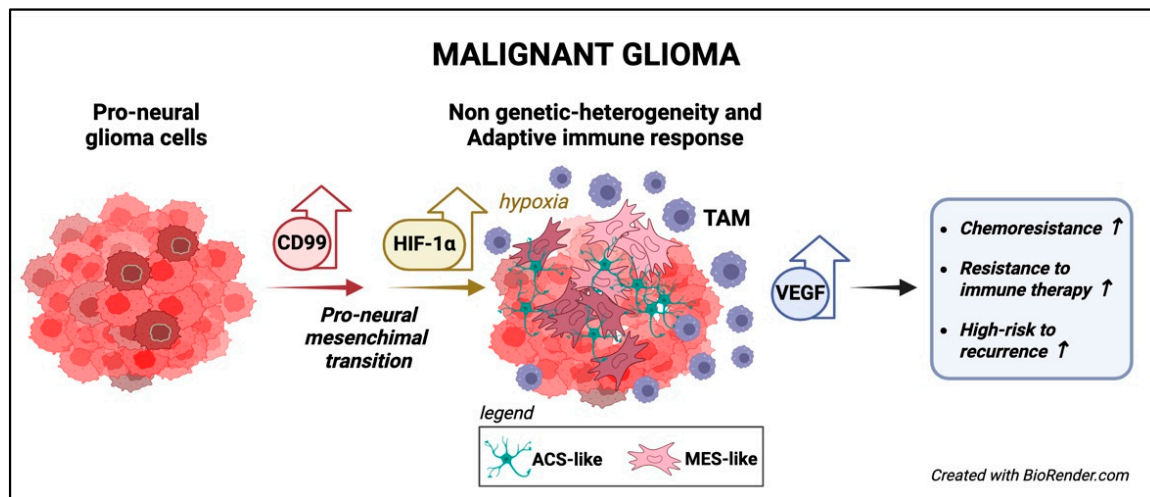 MALIGNANT GLIOMA
Pro-neural
glioma cells
Non genetic-heterogeneity and
Adaptive immune response
CD99
HIF-1α
hypoxia
TAM
Pro-neural
mesenchimal
transition
VEGF
• Chemoresistance ↑
• Resistance to
immune therapy ↑
• High-risk to
recurrence ↑
legend
ACS-like
MES-like
Created with BioRender.com